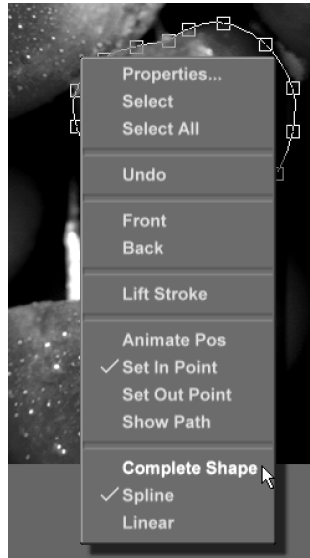 Properties...
Select
Select All
Undo
Front
Back
Lift Stroke
Animate Pos
Set In Point
Set Out Point
Show Path
Complete Shape
Spline
Linear